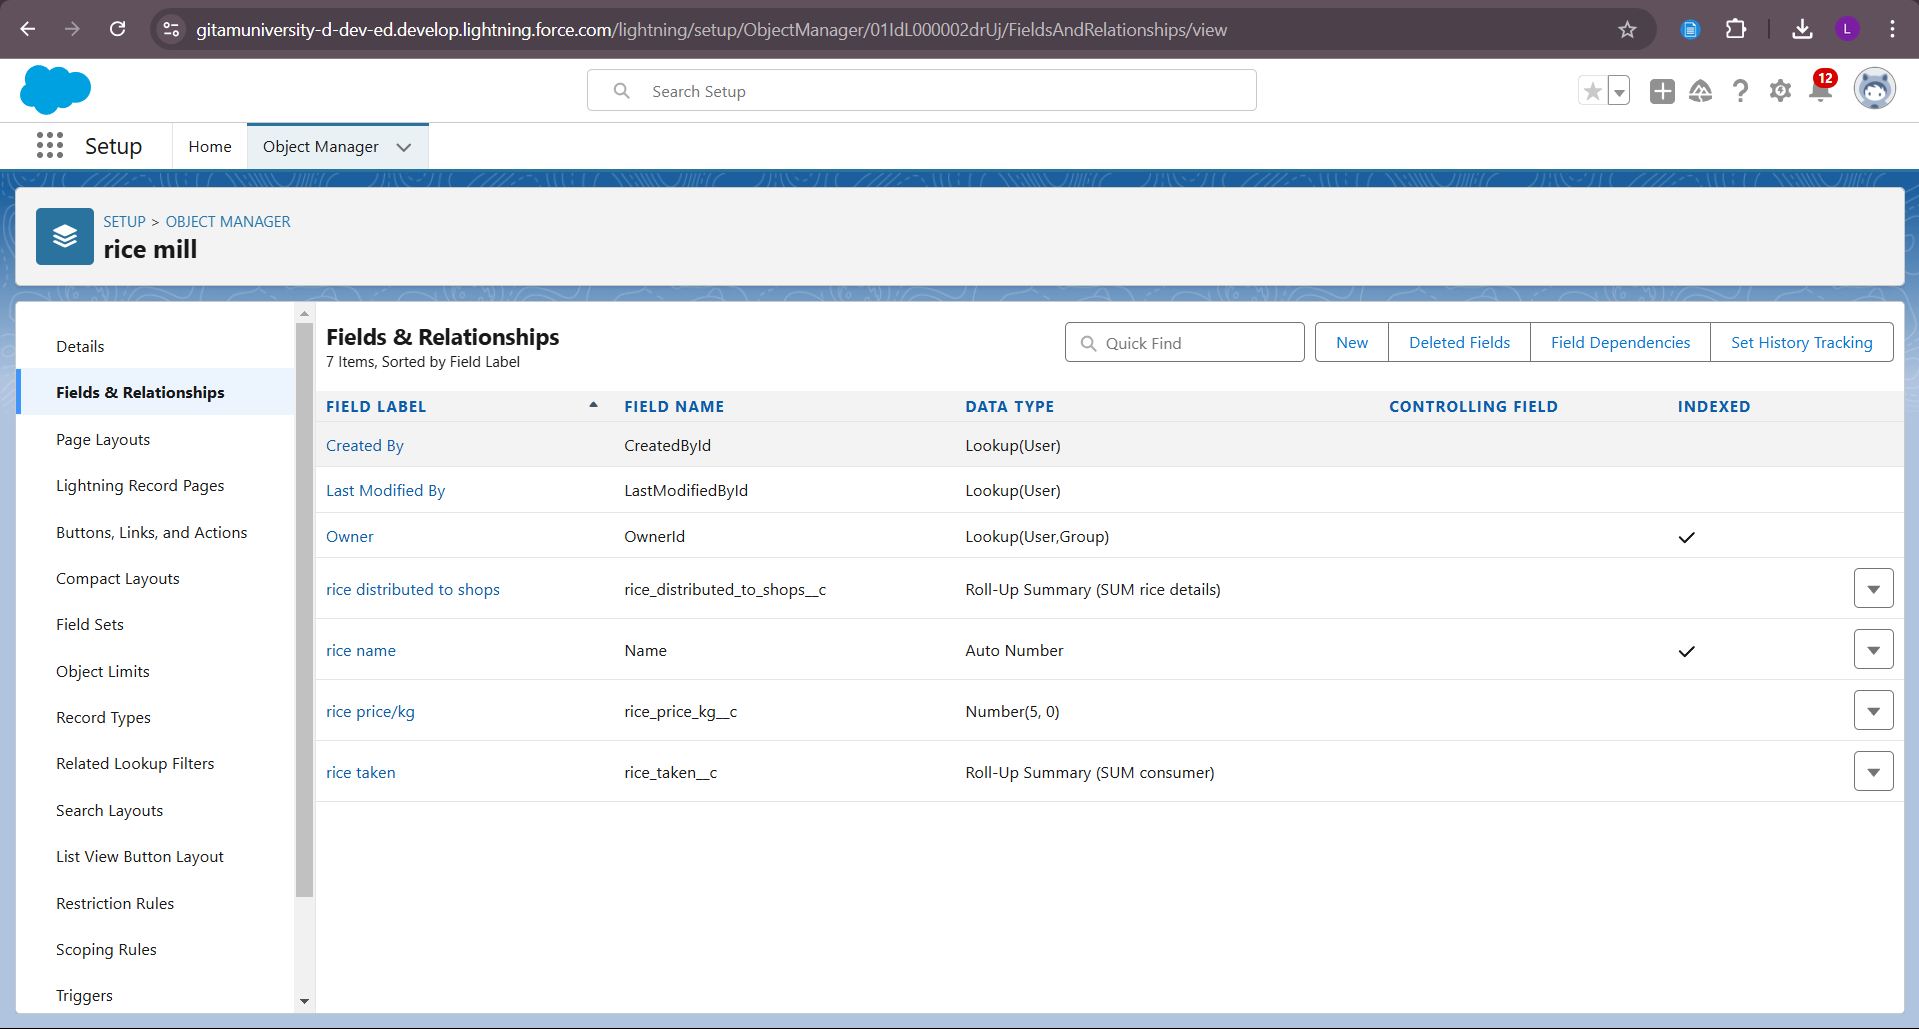 gitamuniversity-d-dev-ed.develop.lightning.force.com/lightning/setup/ObjectManager/01IdL000002drUj/FieldsAndRelationships/view
L
Search Setup
12
Setup
Home
Object Manager
SETUP > OBJECT MANAGER
rice mill
Details
Fields & Relationships
Page Layouts
Lightning Record Pages
Buttons, Links, and Actions
Compact Layouts
Field Sets
Object Limits
Record Types
Related Lookup Filters
Search Layouts
List View Button Layout
Restriction Rules
Scoping Rules
Triggers
Fields & Relationships
7 Items, Sorted by Field Label
Quick Find
New
Deleted Fields
Field Dependencies
Set History Tracking
FIELD LABEL FIELD NAME DATA TYPE CONTROLLING FIELD INDEXED
Created By CreatedById Lookup(User)
Last Modified By LastModifiedById Lookup(User)
Owner OwnerId Lookup(User,Group)
rice distributed to shops rice_distributed_to_shops__c Roll-Up Summary (SUM rice details)
rice name Name Auto Number
rice price/kg rice_price_kg__c Number(5, 0)
rice taken rice_taken__c Roll-Up Summary (SUM consumer)